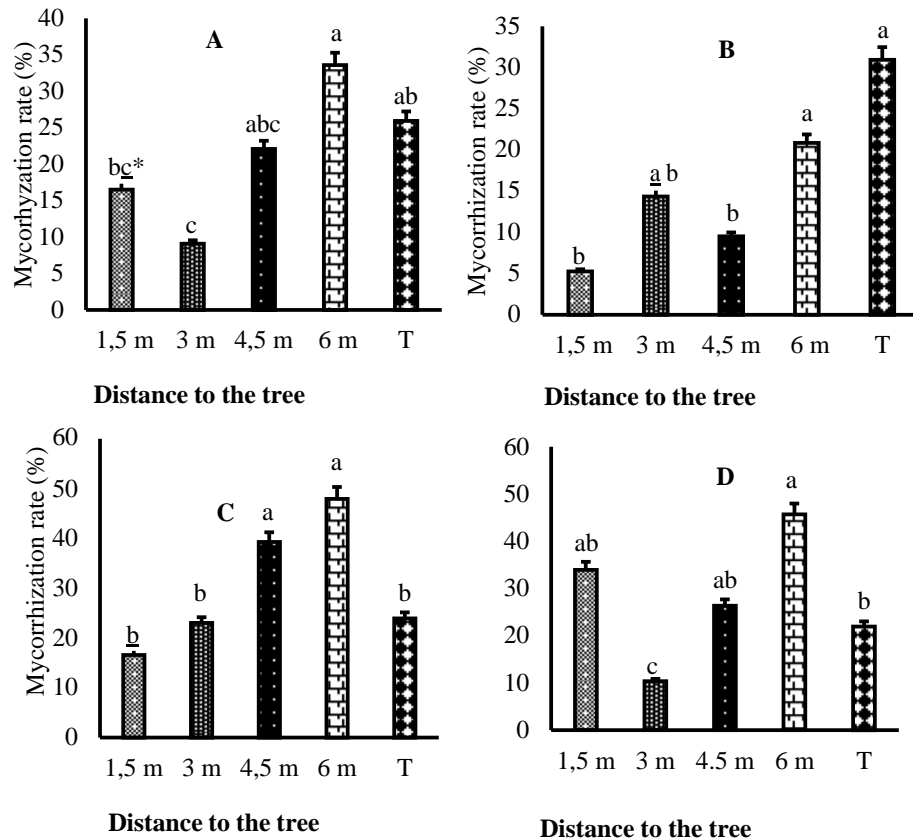 A
Mycorhyzation rate (%)
40
35
30
25
20
15
10
5
0
bc*
c
abc
a
ab
1,5 m 3 m 4,5 m 6 m T
Distance to the tree
B
Mycorrhization rate (%)
35
30
25
20
15
10
5
0
b
a b
b
a
a
1,5 m 3 m 4,5 m 6 m T
Distance to the tree
C
Mycorrhization rate (%)
60
50
40
30
20
10
0
b
b
a
a
b
1,5 m 3 m 4,5 m 6 m T
Distance to the tree
D
60
50
40
30
20
10
0
ab
c
ab
a
b
1,5 m 3 m 4.5 m 6 m T
Distance to the tree